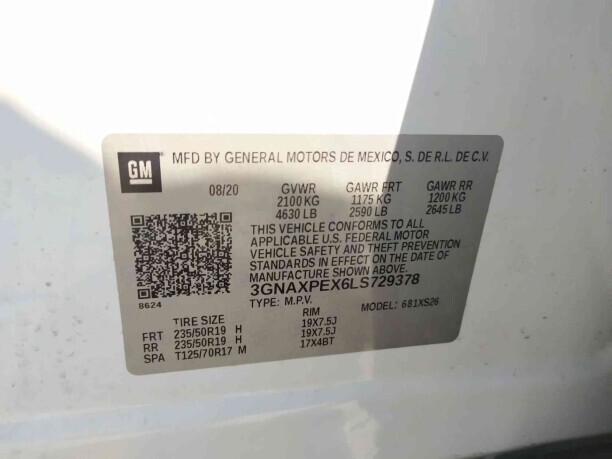 GM MFD BY GENERAL MOTORS DE MEXICO, S. DE R.L. DE C.V.
08/20 GVWR GAWR FRT GAWR RR
2100 KG 1175 KG 1200 KG
4630 LB 2590 LB 2645 LB
THIS VEHICLE CONFORMS TO ALL
APPLICABLE U.S. FEDERAL MOTOR
VEHICLE SAFETY AND THEFT PREVENTION
STANDARDS IN EFFECT ON THE DATE OF
MANUFACTURE SHOWN ABOVE.
8624
3GNAXPEX6LS729378
TYPE: M.P.V. MODEL: 681XS26
TIRE SIZE RIM
FRT 235/50R19 H 19X7.5J
RR 235/50R19 H 19X7.5J
SPA T125/70R17 M 17X4BT